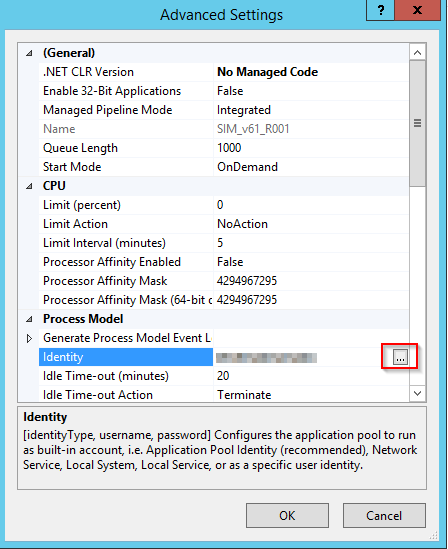 Advanced Settings
?
x
(General)
.NET CLR Version No Managed Code
Enable 32-Bit Applications False
Managed Pipeline Mode Integrated
Name SIM_v61_R001
Queue Length 1000
Start Mode OnDemand
CPU
Limit (percent) 0
Limit Action NoAction
Limit Interval (minutes) 5
Processor Affinity Enabled False
Processor Affinity Mask 4294967295
Processor Affinity Mask (64-bit c 4294967295
Process Model
Generate Process Model Event L
Identity ...
Idle Time-out (minutes) 20
Idle Time-out Action Terminate
Identity
[identityType, username, password] Configures the application pool to run
as built-in account, i.e. Application Pool Identity (recommended), Network
Service, Local System, Local Service, or as a specific user identity.
OK Cancel